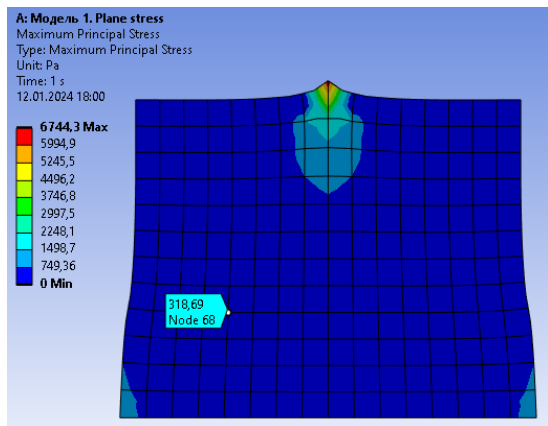 A: Модель 1. Plane stress
Maximum Principal Stress
Type: Maximum Principal Stress
Unit: Pa
Time: 1 s
12.01.2024 18:00
6744,3 Max
5994,9
5245,5
4496,2
3746,8
2997,5
2248,1
1498,7
749,36
0 Min
318,69
Node 68